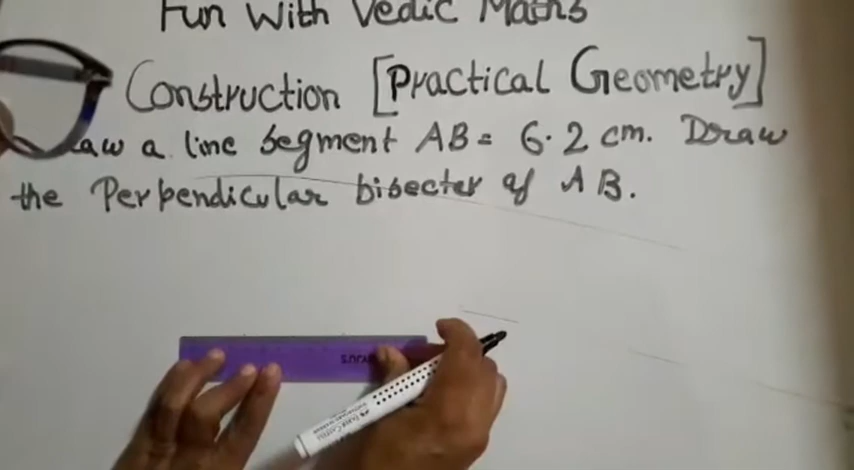 Fun With Vedic Maths
Construction [Practical Geometry]
aw a line Segment AB = 6.2 cm. Draw
the Perpendicular bisecter of AB.